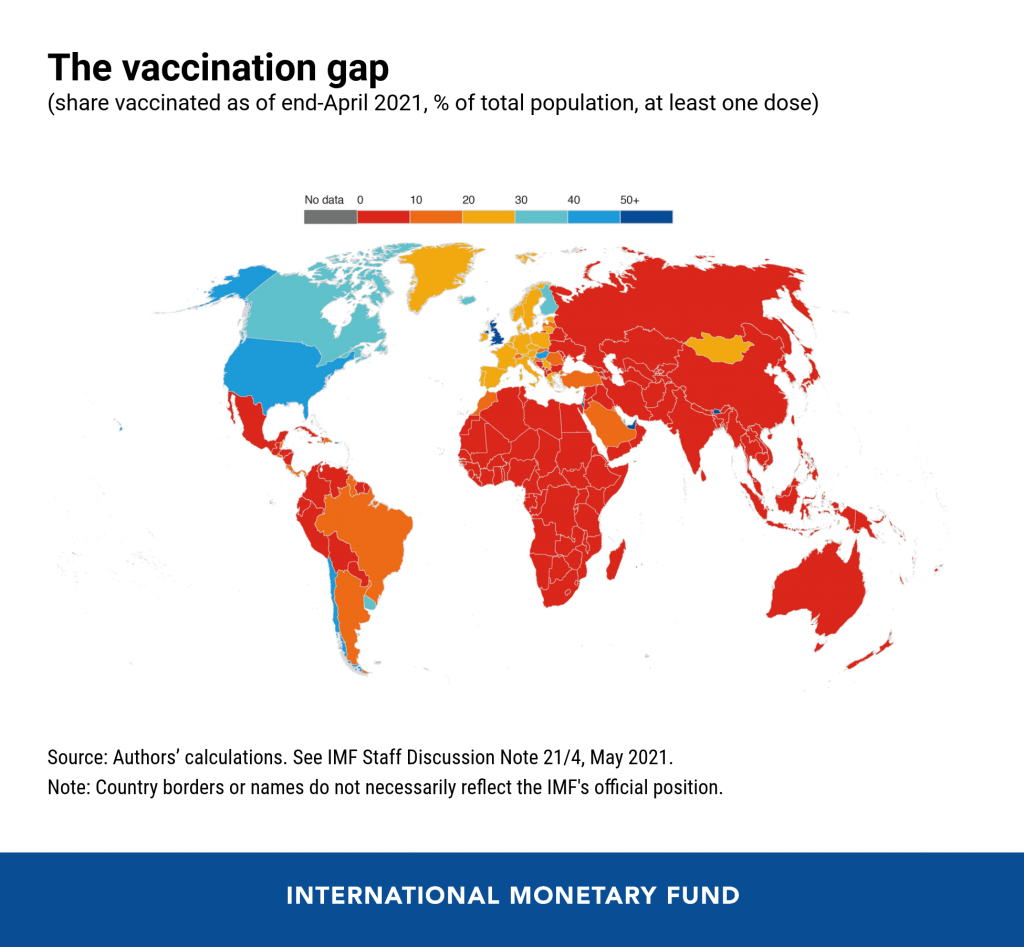 The vaccination gap
(share vaccinated as of end-April 2021, % of total population, at least one dose)
No data 0 10 20 30 40 50+
Source: Authors’ calculations. See IMF Staff Discussion Note 21/4, May 2021.
Note: Country borders or names do not necessarily reflect the IMF's official position.
INTERNATIONAL MONETARY FUND